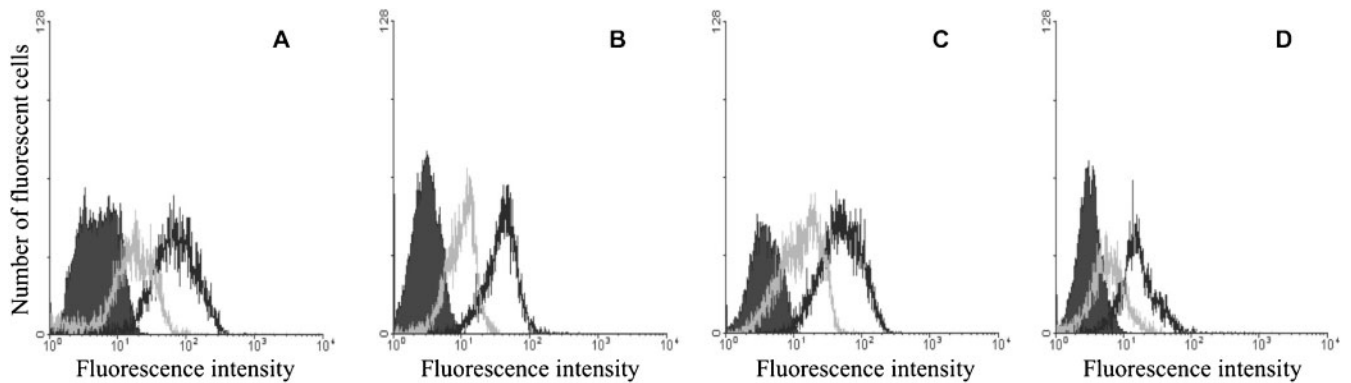 128 A 128 B 128 C 128 D
Number of fluorescent cells
0 0 0 0
10⁰ 10¹ 10² 10³ 10⁴ 10⁰ 10¹ 10² 10³ 10⁴ 10⁰ 10¹ 10² 10³ 10⁴ 10⁰ 10¹ 10² 10³ 10⁴
Fluorescence intensity Fluorescence intensity Fluorescence intensity Fluorescence intensity